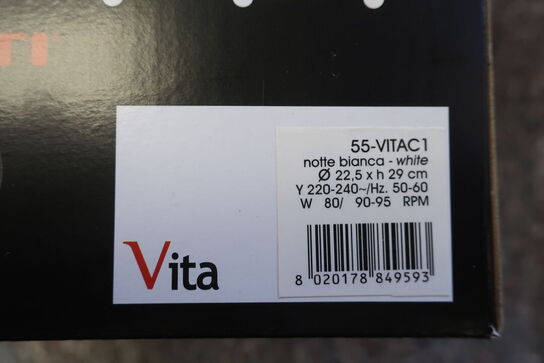 55-VITAC1
notte bianca - white
Ø 22,5 x h 29 cm
Y 220-240~/Hz. 50-60
W 80/ 90-95 RPM
8 020178 849593
Vita